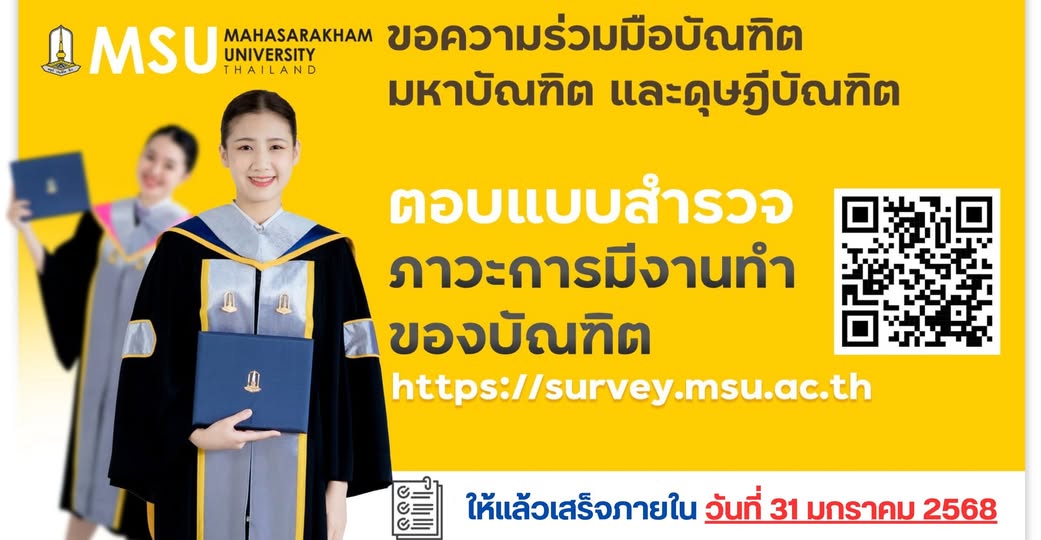 MSU
MAHASARAKHAM
UNIVERSITY
THAILAND
ขอความร่วมมือบัณฑิต
มหาบัณฑิต และดุษฎีบัณฑิต
ตอบแบบสำรวจ
ภาวะการมีงานทำ
ของบัณฑิต
https://survey.msu.ac.th
ให้แล้วเสร็จภายใน วันที่ 31 มกราคม 2568